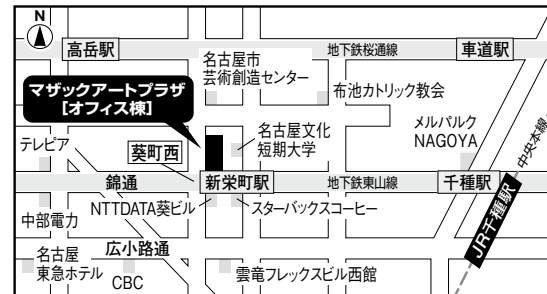 N
高岳駅
地下鉄桜通線
車道駅
名古屋市
芸術創造センター
マザックアートプラザ
[オフィス棟]
布池カトリック教会
メルパルク
NAGOYA
中央本線
名古屋文化
短期大学
テレピア
葵町西
錦通
新栄町駅
地下鉄東山線
千種駅
NTTDATA葵ビル
スターバックスコーヒー
中部電力
JR千種駅
広小路通
名古屋
東急ホテル
CBC
雲竜フレックスビル西館